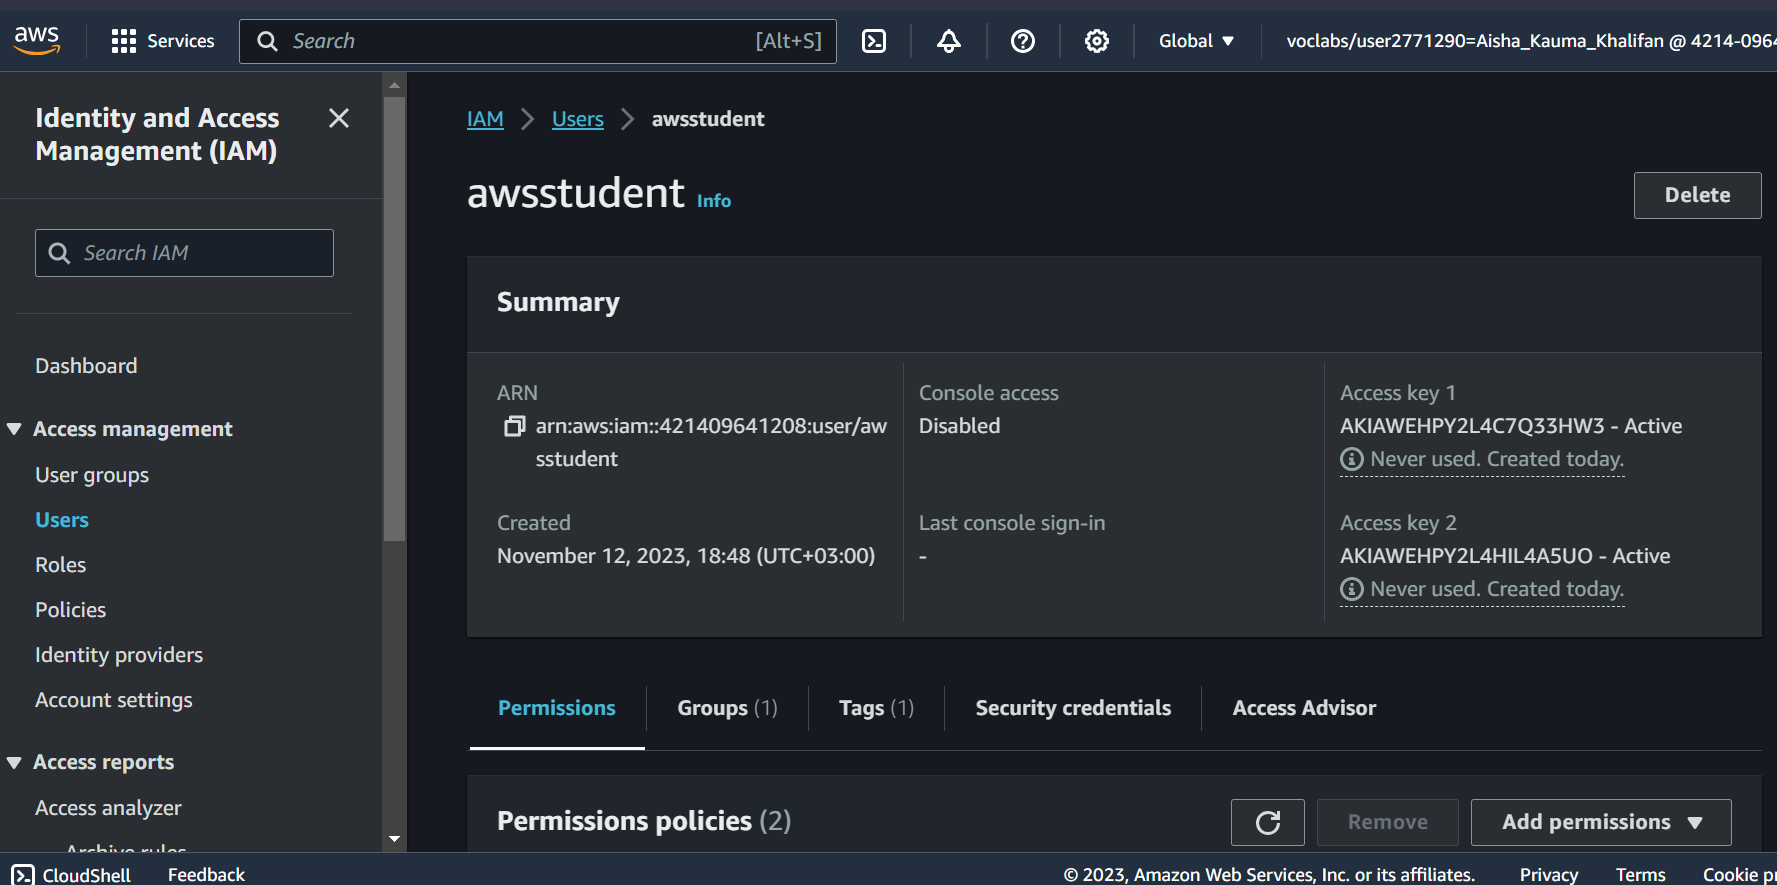 aws
Services
Search
[Alt+S]
Global
voclabs/user2771290=Aisha_Kauma_Khalifan @ 4214-0964
Identity and Access
Management (IAM)
Search IAM
Dashboard
Access management
User groups
Users
Roles
Policies
Identity providers
Account settings
Access reports
Access analyzer
Archive rules
IAM
Users
awsstudent
awsstudent Info
Delete
Summary
ARN
arn:aws:iam::421409641208:user/aw
sstudent
Created
November 12, 2023, 18:48 (UTC+03:00)
Console access
Disabled
Last console sign-in
-
Access key 1
AKIAWEHPY2L4C7Q33HW3 - Active
Never used. Created today.
Access key 2
AKIAWEHPY2L4HIL4A5UO - Active
Never used. Created today.
Permissions
Groups (1)
Tags (1)
Security credentials
Access Advisor
Permissions policies (2)
Remove
Add permissions
CloudShell
Feedback
© 2023, Amazon Web Services, Inc. or its affiliates.
Privacy
Terms
Cookie p